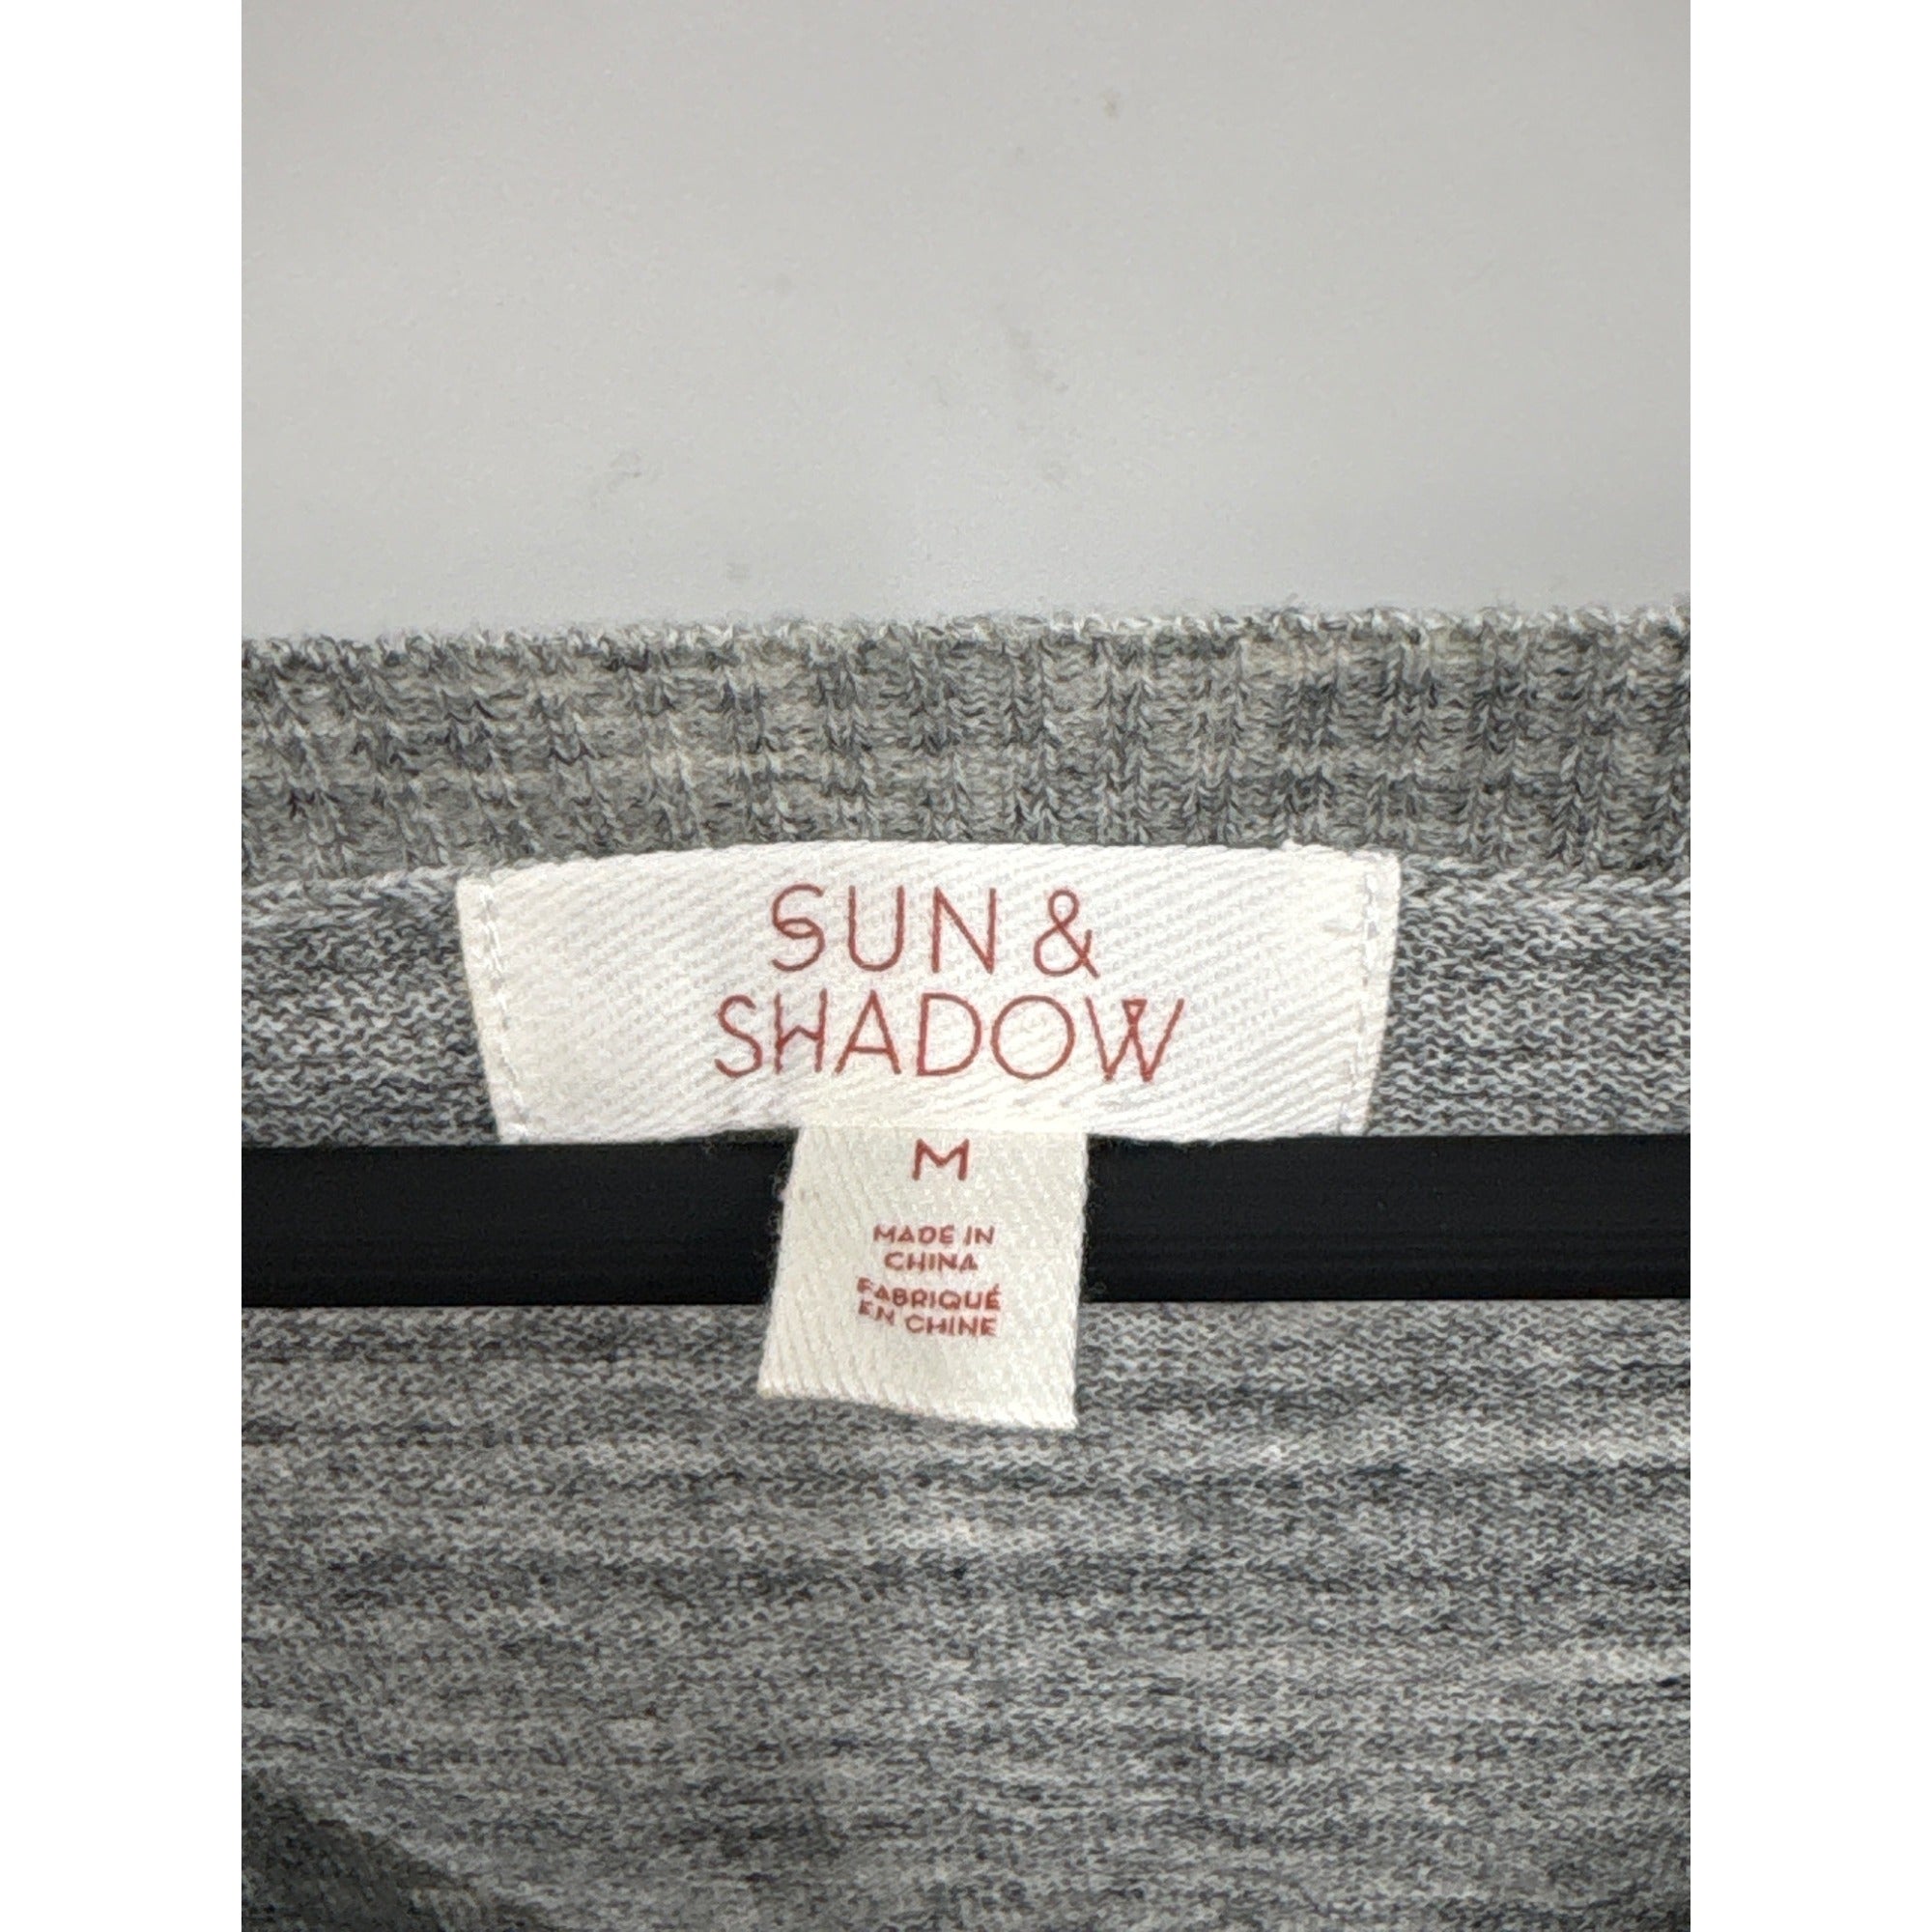 SUN &
SHADOW
M
MADE IN
CHINA
FABRIQUÉ
EN CHINE